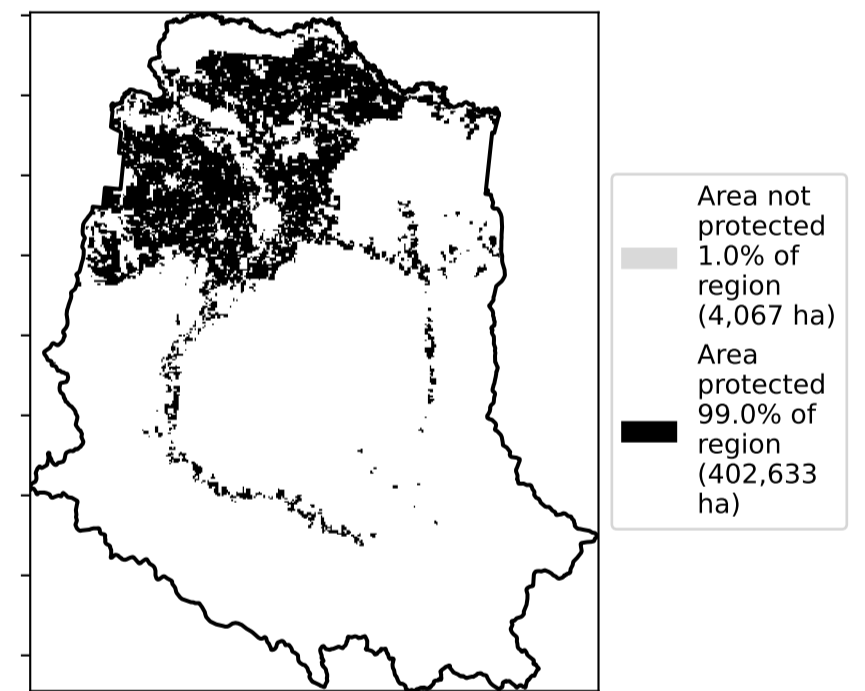 Area not
protected
1.0% of
region
(4,067 ha)
Area
protected
99.0% of
region
(402,633
ha)